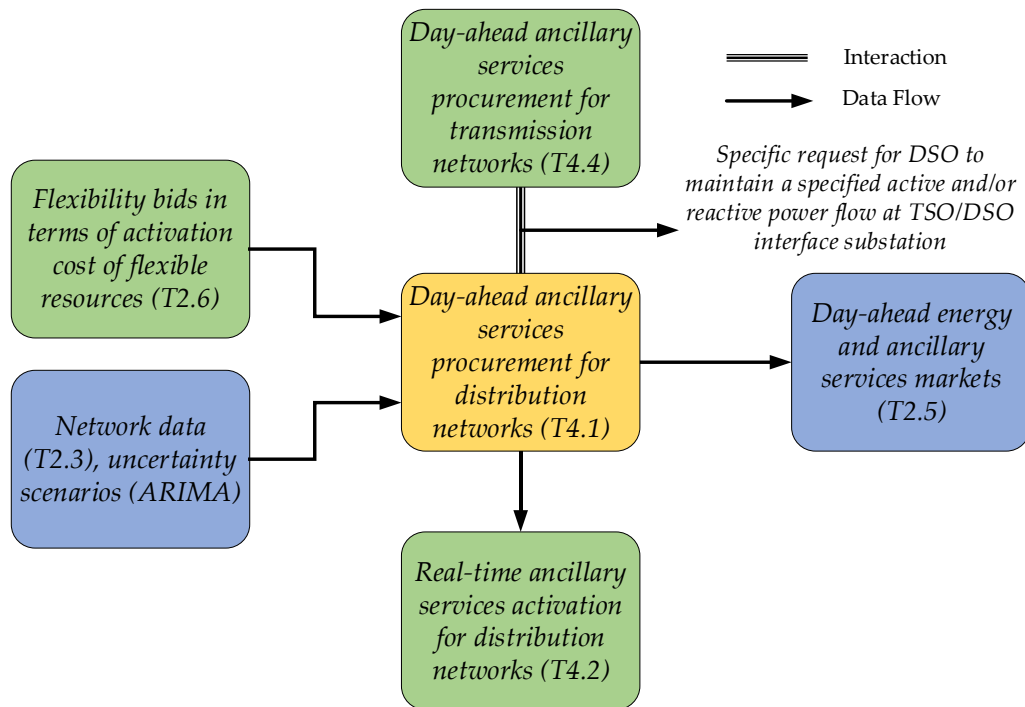 Day-ahead ancillary
services
procurement for
transmission
networks (T4.4)
Interaction
Data Flow
Specific request for DSO to
maintain a specified active and/or
reactive power flow at TSO/DSO
interface substation
Flexibility bids in
terms of activation
cost of flexible
resources (T2.6)
Day-ahead ancillary
services
procurement for
distribution
networks (T4.1)
Day-ahead energy
and ancillary
services markets
(T2.5)
Network data
(T2.3), uncertainty
scenarios (ARIMA)
Real-time ancillary
services activation
for distribution
networks (T4.2)